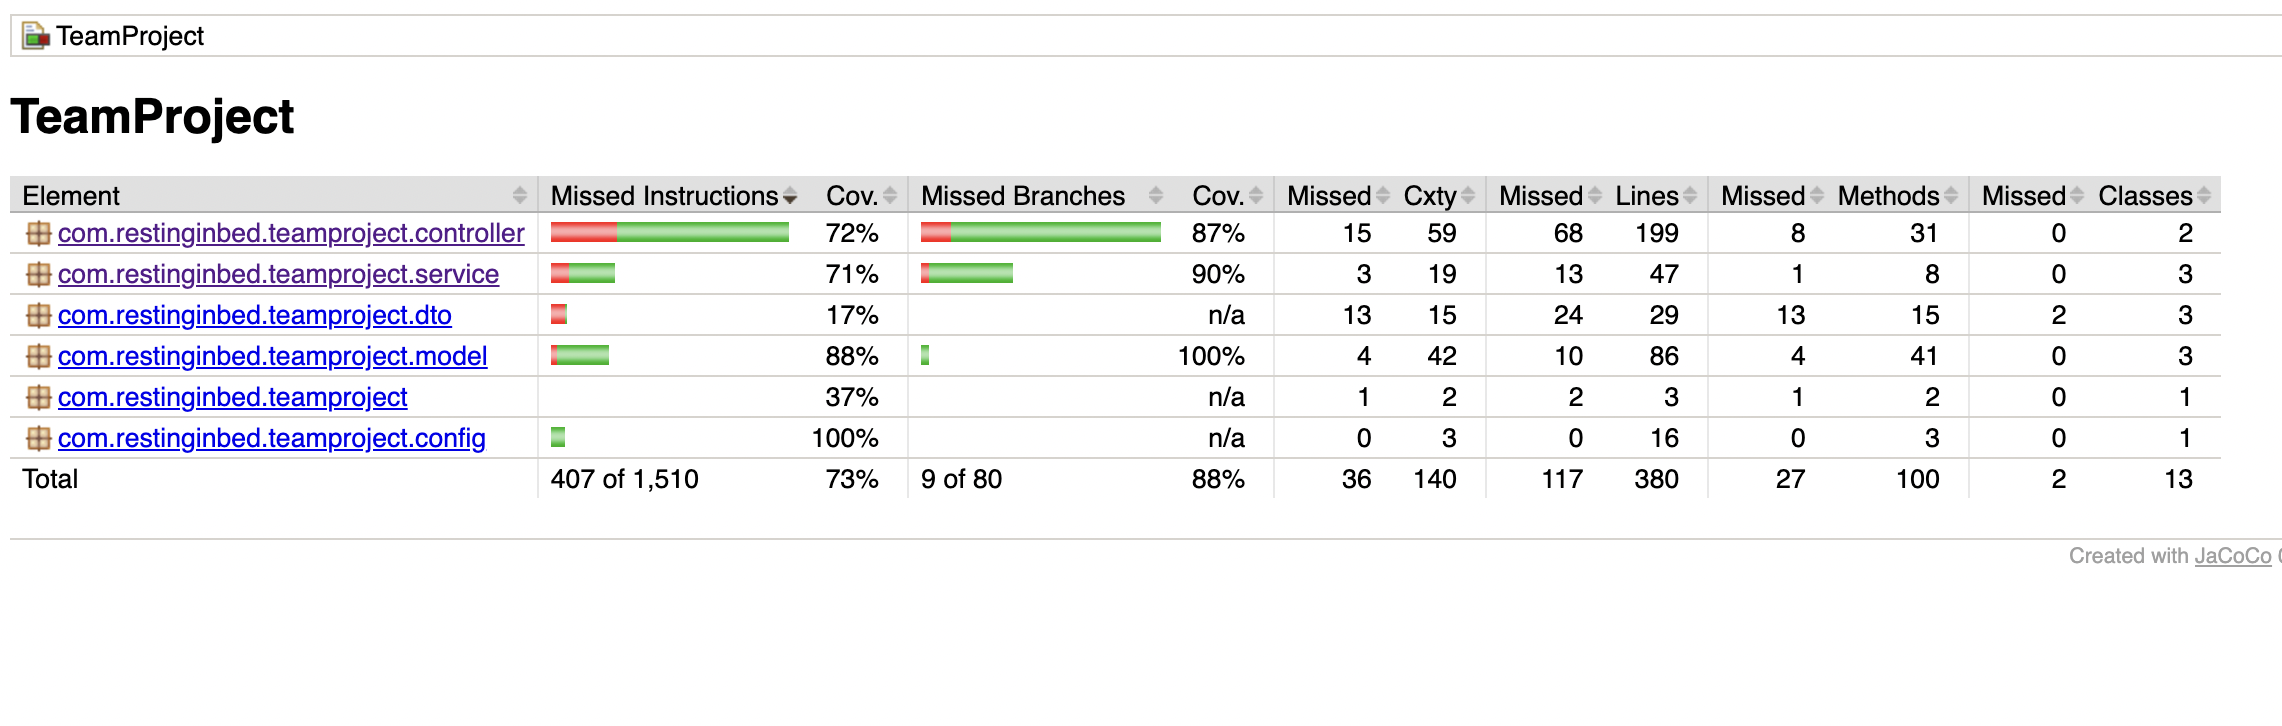 TeamProject
TeamProject
Element Missed Instructions Cov. Missed Branches Cov. Missed Cxty Missed Lines Missed Methods Missed Classes
com.restinginbed.teamproject.controller 72% 87% 15 59 68 199 8 31 0 2
com.restinginbed.teamproject.service 71% 90% 3 19 13 47 1 8 0 3
com.restinginbed.teamproject.dto 17% n/a 13 15 24 29 13 15 2 3
com.restinginbed.teamproject.model 88% 100% 4 42 10 86 4 41 0 3
com.restinginbed.teamproject 37% n/a 1 2 2 3 1 2 0 1
com.restinginbed.teamproject.config 100% n/a 0 3 0 16 0 3 0 1
Total 407 of 1,510 73% 9 of 80 88% 36 140 117 380 27 100 2 13
Created with JaCoCo